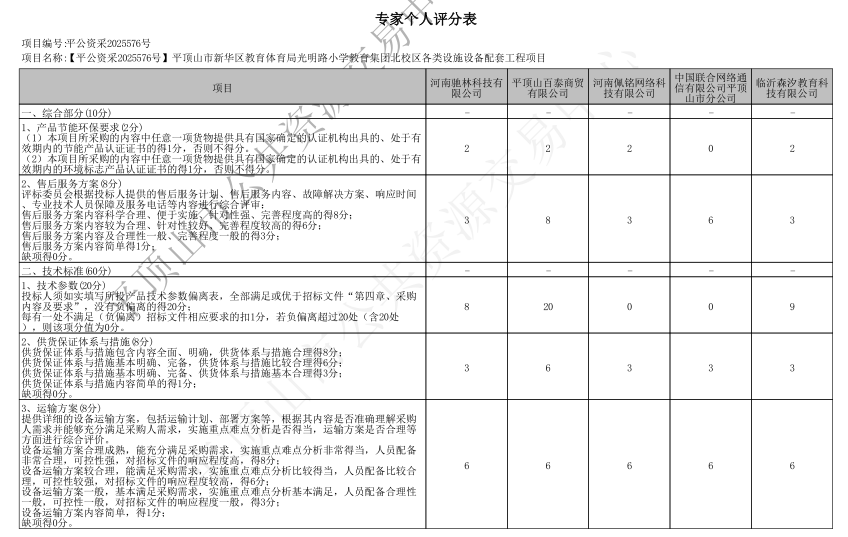 专家个人评分表
项目编号:平公资采2025576号
项目名称:【平公资采2025576号】平顶山市新华区教育体育局光明路小学教育集团北校区各类设施设备配套工程项目
项目
河南驰林科技有
限公司
平顶山百泰商贸
有限公司
河南佩铭网络科
技有限公司
中国联合网络通
信有限公司平顶
山市分公司
临沂森汐教育科
技有限公司
一、综合部分(10分)
- - - - -
1、产品节能环保要求(2分)
（1）本项目所采购的内容中任意一项货物提供具有国家确定的认证机构出具的、处于有
效期内的节能产品认证证书的得1分，否则不得分。
（2）本项目所采购的内容中任意一项货物提供具有国家确定的认证机构出具的、处于有
效期内的环境标志产品认证证书的得1分，否则不得分。
2 2 2 0 2
2、售后服务方案(8分)
评标委员会根据投标人提供的售后服务计划、售后服务内容、故障解决方案、响应时间
、专业技术人员保障及服务电话等内容进行综合评审：
售后服务方案内容科学合理、便于实施、针对性强、完善程度高的得8分；
售后服务方案内容较为合理、针对性较好、完善程度较高的得6分；
售后服务方案内容及合理性一般、完善程度一般的得3分；
售后服务方案内容简单得1分；
缺项得0分。
3 8 3 6 3
二、技术标准(60分)
- - - - -
1、技术参数(20分)
投标人须如实填写所投产品技术参数偏离表，全部满足或优于招标文件“第四章、采购
内容及要求”，没有负偏离的得20分；
每有一处不满足（负偏离）招标文件相应要求的扣1分，若负偏离超过20处（含20处
），则该项分值为0分。
8 20 0 0 9
2、供货保证体系与措施(8分)
供货保证体系与措施包含内容全面、明确，供货体系与措施合理得8分；
供货保证体系与措施基本明确、完备，供货体系与措施比较合理得6分；
供货保证体系与措施基本明确、完备、供货体系与措施基本合理得3分；
供货保证体系与措施内容简单的得1分；
缺项得0分。
3 6 3 3 3
3、运输方案(8分)
提供详细的设备运输方案，包括运输计划、部署方案等，根据其内容是否准确理解采购
人需求并能够充分满足采购人需求，实施重点难点分析是否得当，运输方案是否合理等
方面进行综合评价。
设备运输方案合理成熟，能充分满足采购需求，实施重点难点分析非常得当，人员配备
非常合理，可控性强，对招标文件的响应程度高，得8分；
设备运输方案较合理，能满足采购需求，实施重点难点分析比较得当，人员配备比较合
理，可控性较强，对招标文件的响应程度较高，得6分；
设备运输方案一般，基本满足采购需求，实施重点难点分析基本满足，人员配备合理性
一般，可控性一般，对招标文件的响应程度一般，得3分；
设备运输方案内容简单，得1分；
缺项得0分。
6 6 6 6 6